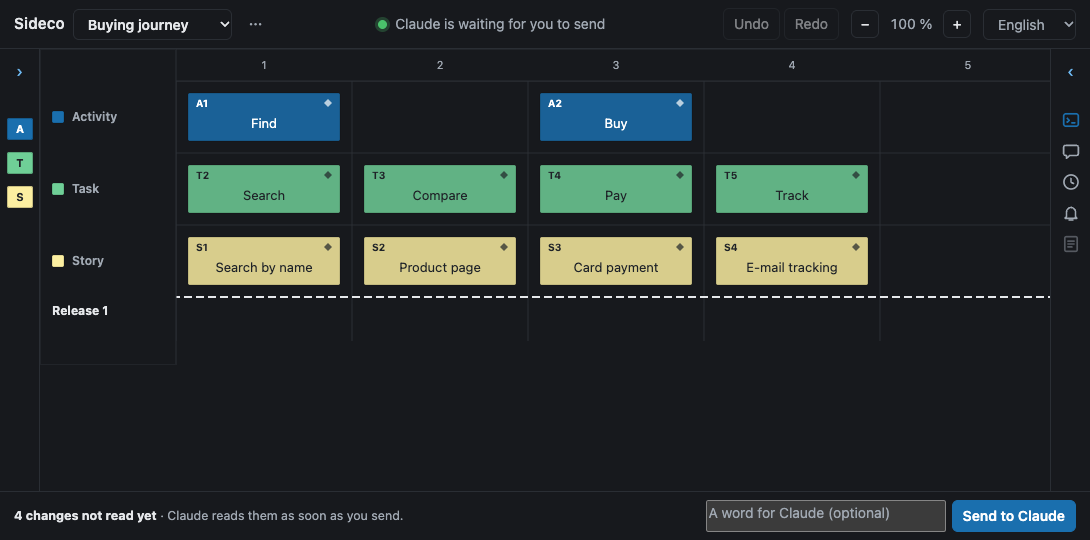 Sideco
Buying journey
Claude is waiting for you to send
Undo
Redo
−
100 %
+
English
1
2
3
4
5
A
T
S
Activity
A1
Find
A2
Buy
Task
T2
Search
T3
Compare
T4
Pay
T5
Track
Story
S1
Search by name
S2
Product page
S3
Card payment
S4
E-mail tracking
Release 1
4 changes not read yet · Claude reads them as soon as you send.
A word for Claude (optional)
Send to Claude